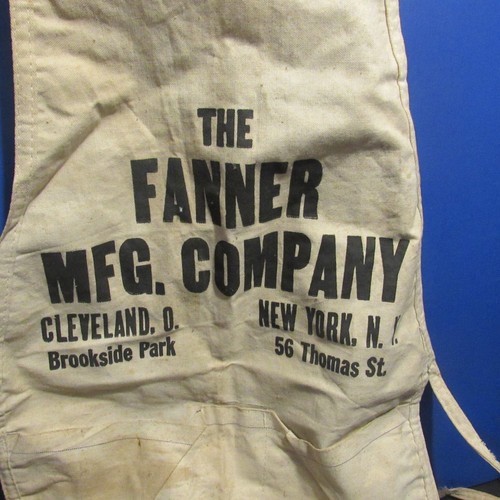 THE
FANNER
MFG. COMPANY
CLEVELAND, O.
Brookside Park
NEW YORK, N. Y.
56 Thomas St.